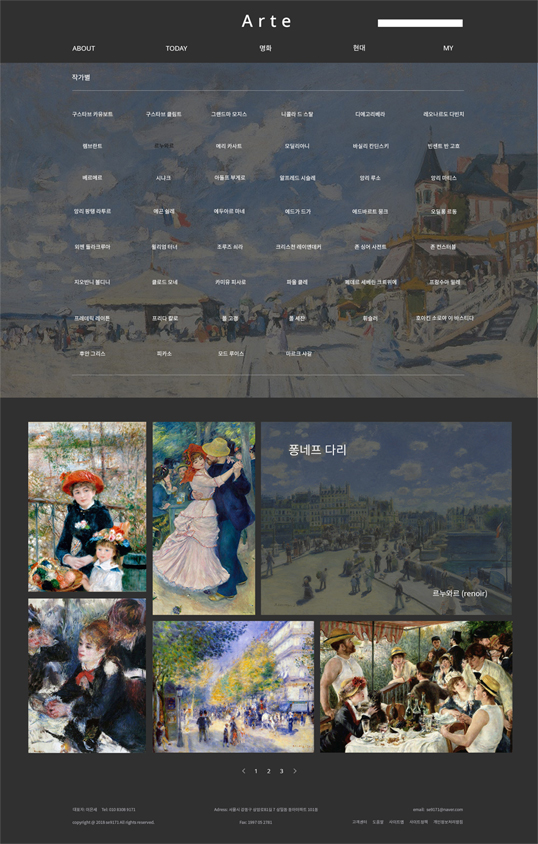 Arte
ABOUT TODAY 명화 현대 MY
작가별
구스타브 카유보트 구스타브 클림트 그랜드마 모지스 니콜라 드 스탈 디에고리베라 레오나르도 다빈치
렘브란트 르누와르 메리 카사트 모딜리아니 바실리 칸딘스키 빈센트 반 고흐
베르메르 시냐크 아돌프 부게로 알프레드 시슬레 앙리 루소 앙리 마티스
앙리 팡탱 라투르 에곤 쉴레 에두아르 마네 에드가 드가 에드바르트 뭉크 오딜롱 르동
외젠 들라크루아 윌리엄 터너 조루즈 쇠라 크리스천 레이엔데커 존 싱어 사전트 존 컨스터블
지오반니 볼디니 클로드 모네 카미유 피사로 파울 클레 페데르 세베린 크뢰위에 프랑수아 밀레
프레데릭 레이튼 프리다 칼로 폴 고갱 폴 세잔 휘슬러 호아킨 소로야 이 바스티다
후안 그리스 피카소 모드 루이스 마르크 샤갈
퐁네프 다리
르누와르 (renoir)
1 2 3